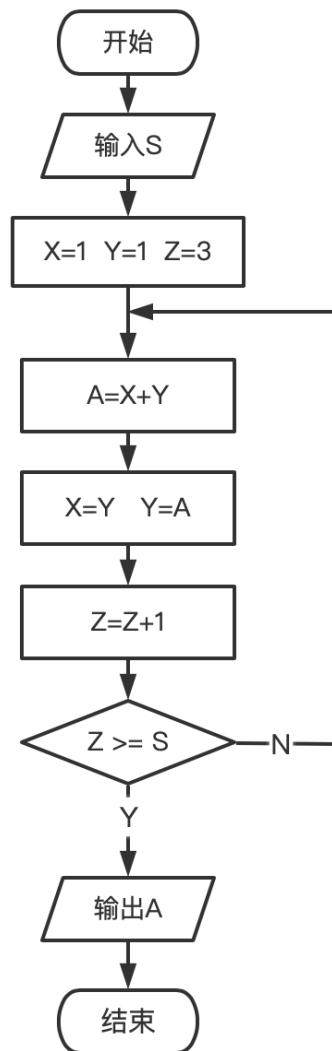 开始
输入S
X=1 Y=1 Z=3
A=X+Y
X=Y Y=A
Z=Z+1
Z >= S
N
Y
输出A
结束